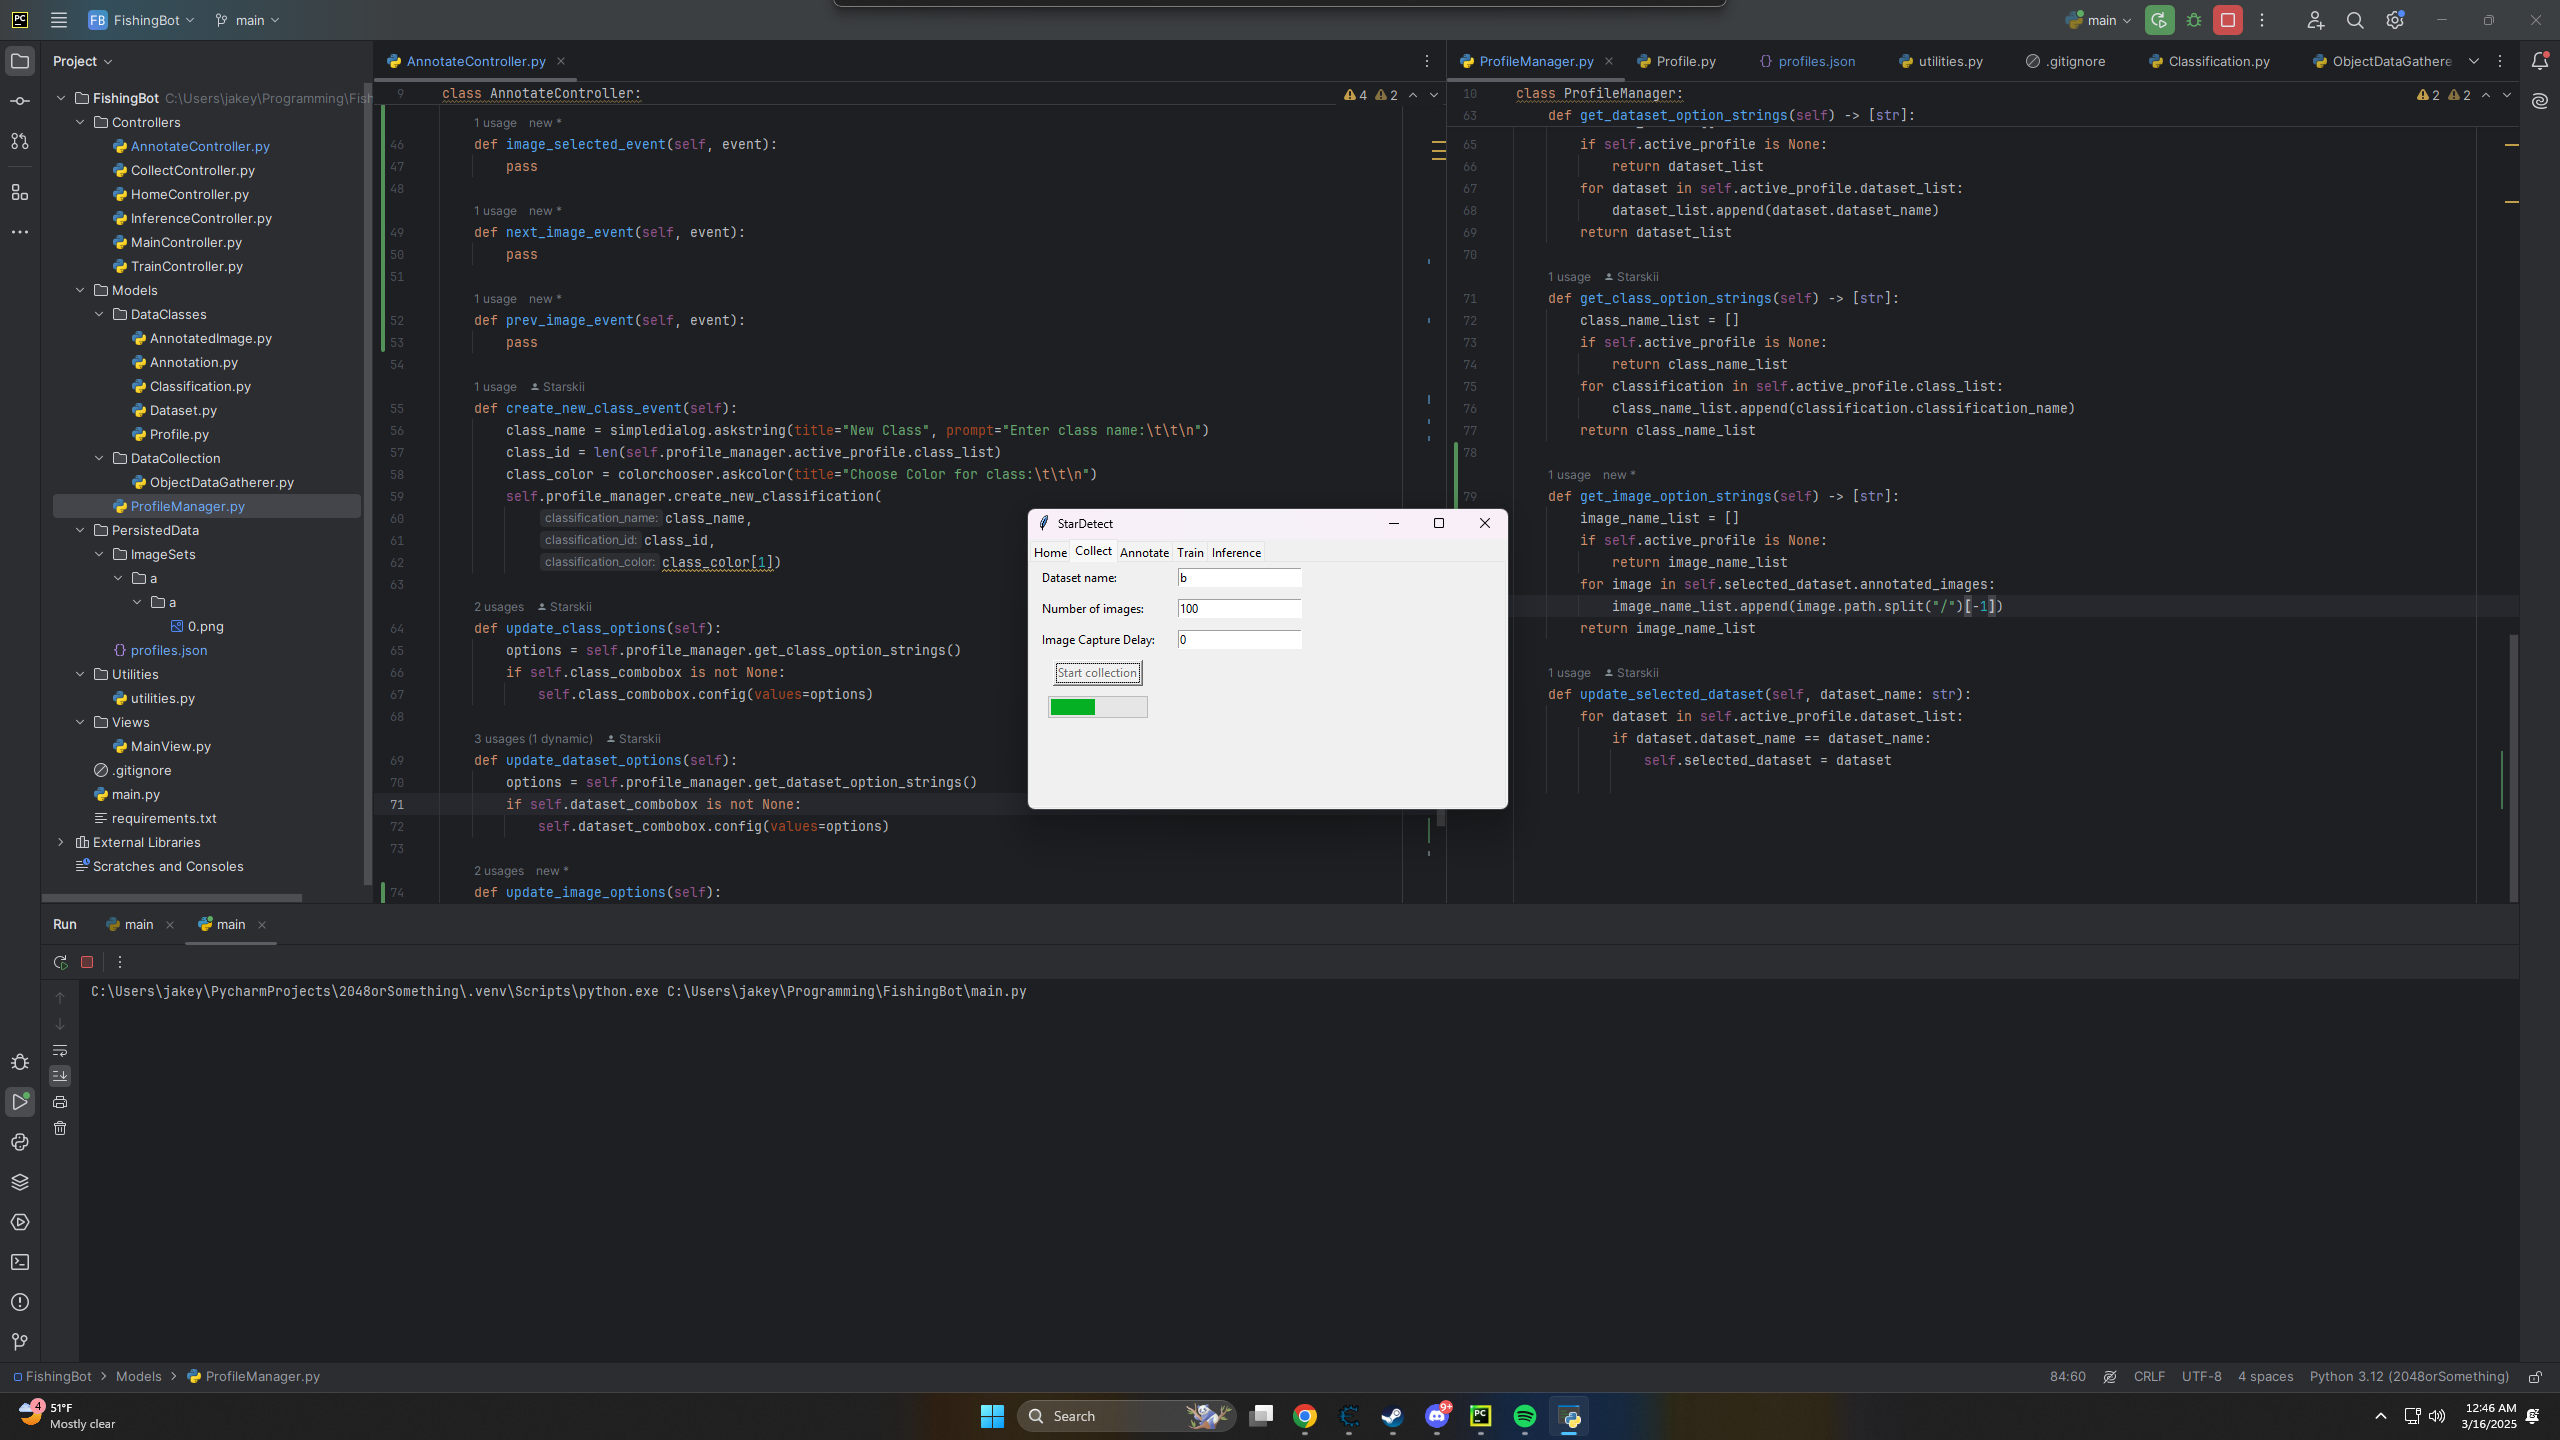 FB FishingBot main
main
Project
FishingBot C:\Users\jakey\Programming\Fish
Controllers
AnnotateController.py
CollectController.py
HomeController.py
InferenceController.py
MainController.py
TrainController.py
Models
DataClasses
AnnotatedImage.py
Annotation.py
Classification.py
Dataset.py
Profile.py
DataCollection
ObjectDataGatherer.py
ProfileManager.py
PersistedData
ImageSets
a
a
0.png
profiles.json
Utilities
utilities.py
Views
MainView.py
.gitignore
main.py
requirements.txt
External Libraries
Scratches and Consoles
AnnotateController.py
9 class AnnotateController:
4 2
1 usage new *
46 def image_selected_event(self, event):
47 pass
48
1 usage new *
49 def next_image_event(self, event):
50 pass
51
1 usage new *
52 def prev_image_event(self, event):
53 pass
54
1 usage Starskii
55 def create_new_class_event(self):
56 class_name = simpledialog.askstring(title="New Class", prompt="Enter class name:\t\t\n")
57 class_id = len(self.profile_manager.active_profile.class_list)
58 class_color = colorchooser.askcolor(title="Choose Color for class:\t\t\n")
59 self.profile_manager.create_new_classification(
60 classification_name: class_name,
61 classification_id: class_id,
62 classification_color: class_color[1])
63
2 usages Starskii
64 def update_class_options(self):
65 options = self.profile_manager.get_class_option_strings()
66 if self.class_combobox is not None:
67 self.class_combobox.config(values=options)
68
3 usages (1 dynamic) Starskii
69 def update_dataset_options(self):
70 options = self.profile_manager.get_dataset_option_strings()
71 if self.dataset_combobox is not None:
72 self.dataset_combobox.config(values=options)
73
2 usages new *
74 def update_image_options(self):
ProfileManager.py Profile.py profiles.json utilities.py .gitignore Classification.py ObjectDataGathere
10 class ProfileManager:
2 2
63 def get_dataset_option_strings(self) -> [str]:
65 if self.active_profile is None:
66 return dataset_list
67 for dataset in self.active_profile.dataset_list:
68 dataset_list.append(dataset.dataset_name)
69 return dataset_list
70
1 usage Starskii
71 def get_class_option_strings(self) -> [str]:
72 class_name_list = []
73 if self.active_profile is None:
74 return class_name_list
75 for classification in self.active_profile.class_list:
76 class_name_list.append(classification.classification_name)
77 return class_name_list
78
1 usage new *
79 def get_image_option_strings(self) -> [str]:
image_name_list = []
if self.active_profile is None:
return image_name_list
for image in self.selected_dataset.annotated_images:
image_name_list.append(image.path.split("/")[-1])
return image_name_list
1 usage Starskii
def update_selected_dataset(self, dataset_name: str):
for dataset in self.active_profile.dataset_list:
if dataset.dataset_name == dataset_name:
self.selected_dataset = dataset
StarDetect
Home Collect Annotate Train Inference
Dataset name: b
Number of images: 100
Image Capture Delay: 0
Start collection
Run main main
C:\Users\jakey\PycharmProjects\2048orSomething\.venv\Scripts\python.exe C:\Users\jakey\Programming\FishingBot\main.py
FishingBot > Models > ProfileManager.py
84:60 CRLF UTF-8 4 spaces Python 3.12 (2048orSomething)
4
51°F
Mostly clear
Search
9+
12:46 AM
3/16/2025